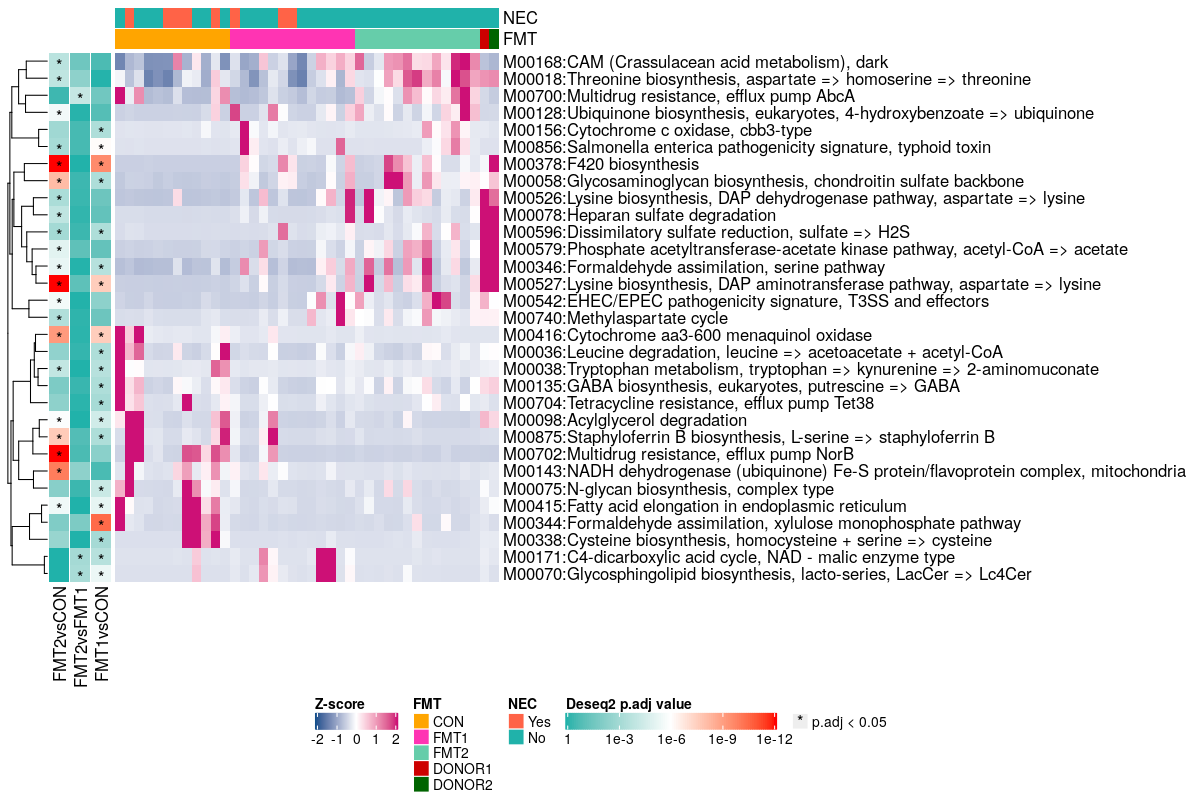 NEC
FMT
M00168:CAM (Crassulacean acid metabolism), dark
M00018:Threonine biosynthesis, aspartate => homoserine => threonine
M00700:Multidrug resistance, efflux pump AbcA
M00128:Ubiquinone biosynthesis, eukaryotes, 4-hydroxybenzoate => ubiquinone
M00156:Cytochrome c oxidase, cbb3-type
M00856:Salmonella enterica pathogenicity signature, typhoid toxin
M00378:F420 biosynthesis
M00058:Glycosaminoglycan biosynthesis, chondroitin sulfate backbone
M00526:Lysine biosynthesis, DAP dehydrogenase pathway, aspartate => lysine
M00078:Heparan sulfate degradation
M00596:Dissimilatory sulfate reduction, sulfate => H2S
M00579:Phosphate acetyltransferase-acetate kinase pathway, acetyl-CoA => acetate
M00346:Formaldehyde assimilation, serine pathway
M00527:Lysine biosynthesis, DAP aminotransferase pathway, aspartate => lysine
M00542:EHEC/EPEC pathogenicity signature, T3SS and effectors
M00740:Methylaspartate cycle
M00416:Cytochrome aa3-600 menaquinol oxidase
M00036:Leucine degradation, leucine => acetoacetate + acetyl-CoA
M00038:Tryptophan metabolism, tryptophan => kynurenine => 2-aminomuconate
M00135:GABA biosynthesis, eukaryotes, putrescine => GABA
M00704:Tetracycline resistance, efflux pump Tet38
M00098:Acylglycerol degradation
M00875:Staphyloferrin B biosynthesis, L-serine => staphyloferrin B
M00702:Multidrug resistance, efflux pump NorB
M00143:NADH dehydrogenase (ubiquinone) Fe-S protein/flavoprotein complex, mitochondria
M00075:N-glycan biosynthesis, complex type
M00415:Fatty acid elongation in endoplasmic reticulum
M00344:Formaldehyde assimilation, xylulose monophosphate pathway
M00338:Cysteine biosynthesis, homocysteine + serine => cysteine
M00171:C4-dicarboxylic acid cycle, NAD - malic enzyme type
M00070:Glycosphingolipid biosynthesis, lacto-series, LacCer => Lc4Cer
FMT2vsCON
FMT2vsFMT1
FMT1vsCON
Z-score
-2 -1 0 1 2
FMT
CON
FMT1
FMT2
DONOR1
DONOR2
NEC
Yes
No
Deseq2 p.adj value
1 1e-3 1e-6 1e-9 1e-12
* p.adj < 0.05